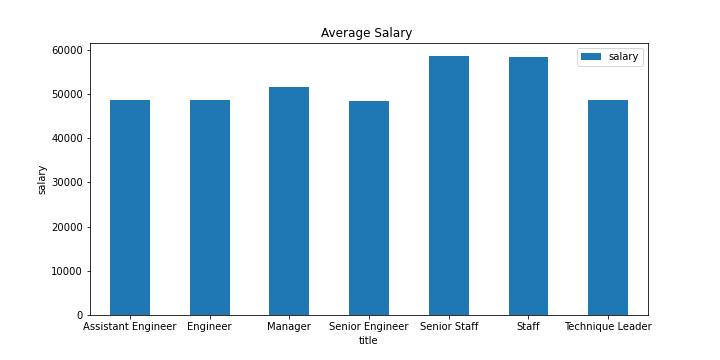 Average Salary
salary
60000
50000
40000
30000
20000
10000
0
salary
Assistant Engineer Engineer Manager Senior Engineer Senior Staff Staff Technique Leader
title